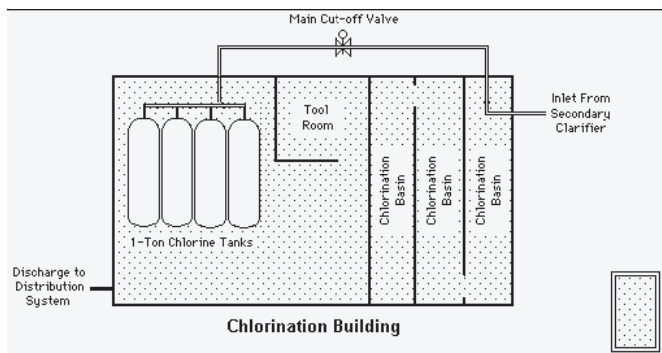 Main Cut-off Valve
Tool
Room
Inlet From
Secondary
Clarifier
Chlorination
Basin
Chlorination
Basin
Chlorination
Basin
1-Ton Chlorine Tanks
Discharge to
Distribution
System
Chlorination Building